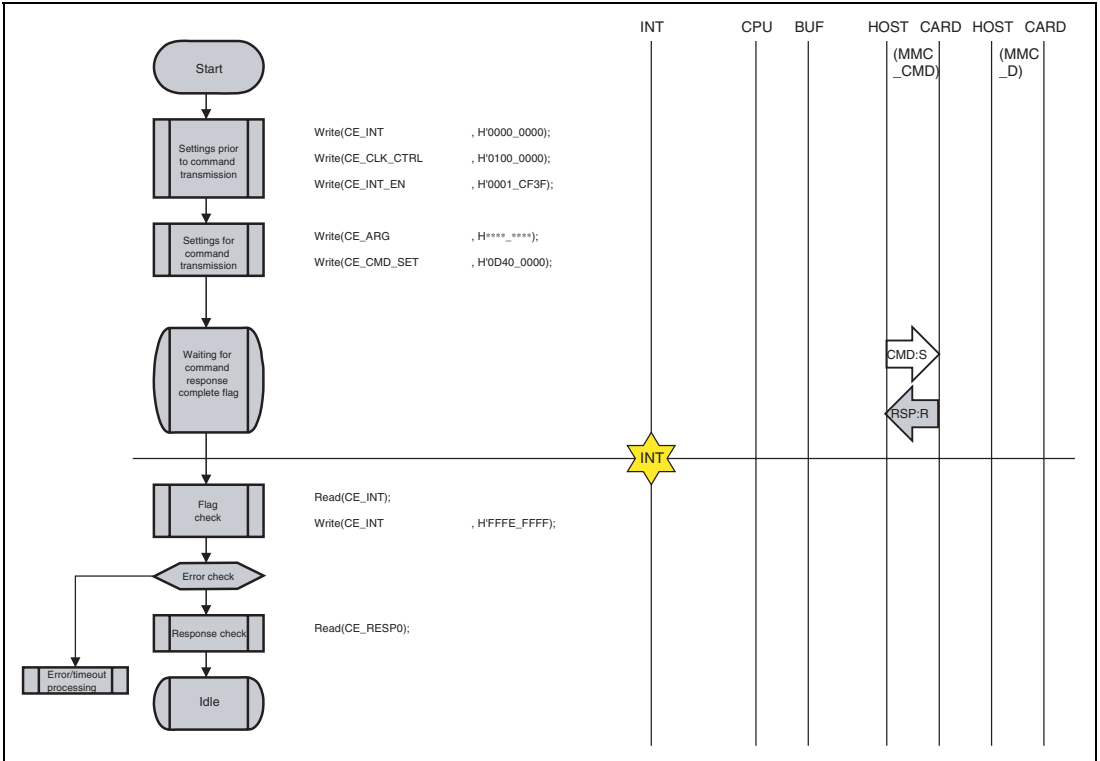 INT CPU BUF HOST CARD HOST CARD
(MMC
_CMD)
(MMC
_D)
Start
Settings prior
to command
transmission
Write(CE_INT , H'0000_0000);
Write(CE_CLK_CTRL , H'0100_0000);
Write(CE_INT_EN , H'0001_CF3F);
Settings for
command
transmission
Write(CE_ARG , H'****_****);
Write(CE_CMD_SET , H'0D40_0000);
Waiting for
command
response
complete flag
CMD:S
RSP:R
INT
Flag
check
Read(CE_INT);
Write(CE_INT , H'FFFE_FFFF);
Error check
Response check
Read(CE_RESP0);
Error/timeout
processing
Idle